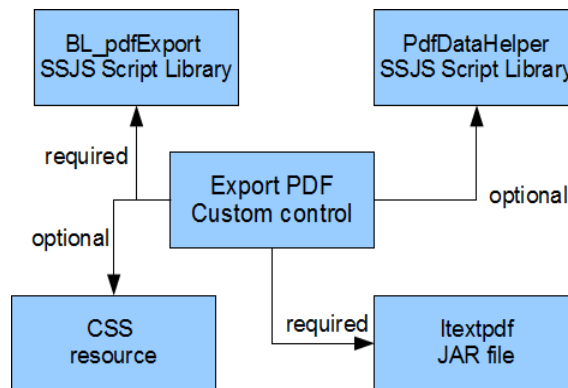 BL_pdfExport
SSJS Script Library
PdfDataHelper
SSJS Script Library
required
Export PDF
Custom control
optional
optional
CSS
resource
required
Itextpdf
JAR file